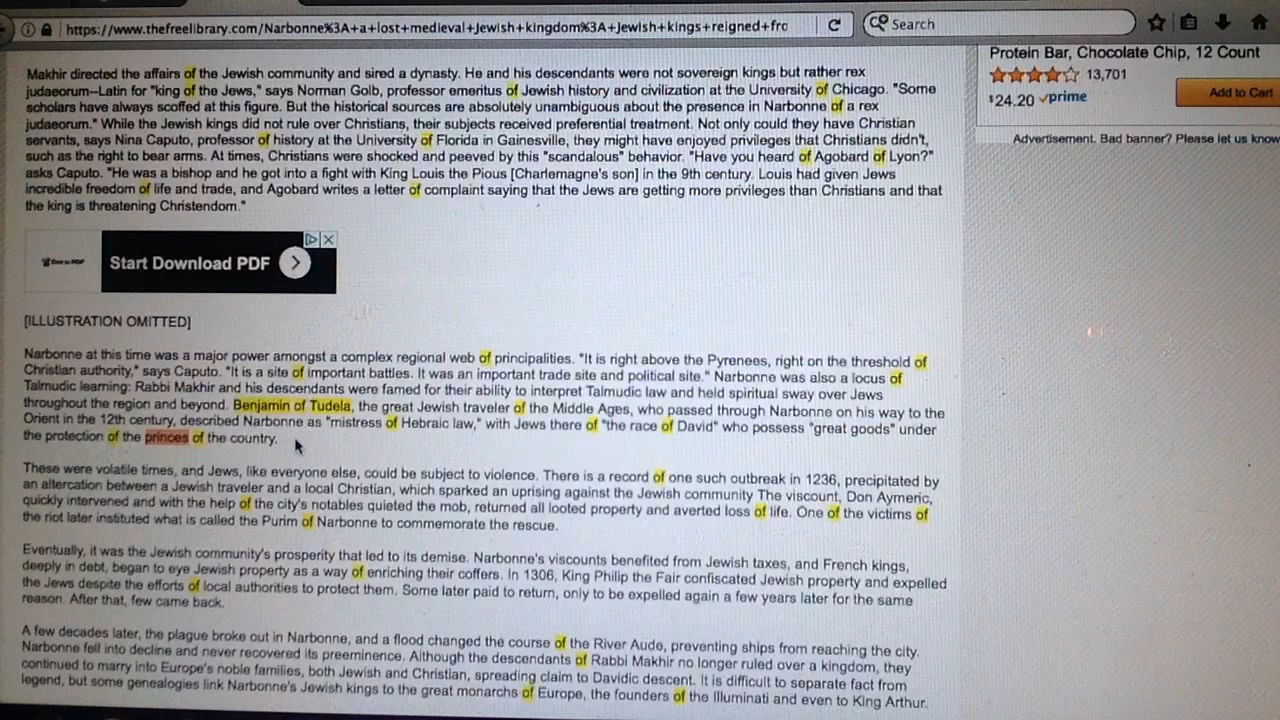 https://www.thefreelibrary.com/Narbonne%3A+a+lost+medieval+Jewish+kingdom%3A+Jewish+kings+reigned+fro
Search
Protein Bar, Chocolate Chip, 12 Count
13,701
$24.20 prime
Add to Cart
Advertisement. Bad banner? Please let us know
Makhir directed the affairs of the Jewish community and sired a dynasty. He and his descendants were not sovereign kings but rather rex
judaeorum--Latin for "king of the Jews," says Norman Golb, professor emeritus of Jewish history and civilization at the University of Chicago. "Some
scholars have always scoffed at this figure. But the historical sources are absolutely unambiguous about the presence in Narbonne of a rex
judaeorum." While the Jewish kings did not rule over Christians, their subjects received preferential treatment. Not only could they have Christian
servants, says Nina Caputo, professor of history at the University of Florida in Gainesville, they might have enjoyed privileges that Christians didn't,
such as the right to bear arms. At times, Christians were shocked and peeved by this "scandalous" behavior. "Have you heard of Agobard of Lyon?"
asks Caputo. "He was a bishop and he got into a fight with King Louis the Pious [Charlemagne's son] in the 9th century. Louis had given Jews
incredible freedom of life and trade, and Agobard writes a letter of complaint saying that the Jews are getting more privileges than Christians and that
the king is threatening Christendom."
Start Download PDF
[ILLUSTRATION OMITTED]
Narbonne at this time was a major power amongst a complex regional web of principalities. "It is right above the Pyrenees, right on the threshold of
Christian authority," says Caputo. "It is a site of important battles. It was an important trade site and political site." Narbonne was also a locus of
Talmudic learning: Rabbi Makhir and his descendants were famed for their ability to interpret Talmudic law and held spiritual sway over Jews
throughout the region and beyond. Benjamin of Tudela, the great Jewish traveler of the Middle Ages, who passed through Narbonne on his way to the
Orient in the 12th century, described Narbonne as "mistress of Hebraic law," with Jews there of "the race of David" who possess "great goods" under
the protection of the princes of the country.
These were volatile times, and Jews, like everyone else, could be subject to violence. There is a record of one such outbreak in 1236, precipitated by
an altercation between a Jewish traveler and a local Christian, which sparked an uprising against the Jewish community The viscount, Don Aymeric,
quickly intervened and with the help of the city's notables quieted the mob, returned all looted property and averted loss of life. One of the victims of
the riot later instituted what is called the Purim of Narbonne to commemorate the rescue.
Eventually, it was the Jewish community's prosperity that led to its demise. Narbonne's viscounts benefited from Jewish taxes, and French kings,
deeply in debt, began to eye Jewish property as a way of enriching their coffers. In 1306, King Philip the Fair confiscated Jewish property and expelled
the Jews despite the efforts of local authorities to protect them. Some later paid to return, only to be expelled again a few years later for the same
reason. After that, few came back.
A few decades later, the plague broke out in Narbonne, and a flood changed the course of the River Aude, preventing ships from reaching the city.
Narbonne fell into decline and never recovered its preeminence. Although the descendants of Rabbi Makhir no longer ruled over a kingdom, they
continued to marry into Europe's noble families, both Jewish and Christian, spreading claim to Davidic descent. It is difficult to separate fact from
legend, but some genealogies link Narbonne's Jewish kings to the great monarchs of Europe, the founders of the Illuminati and even to King Arthur.